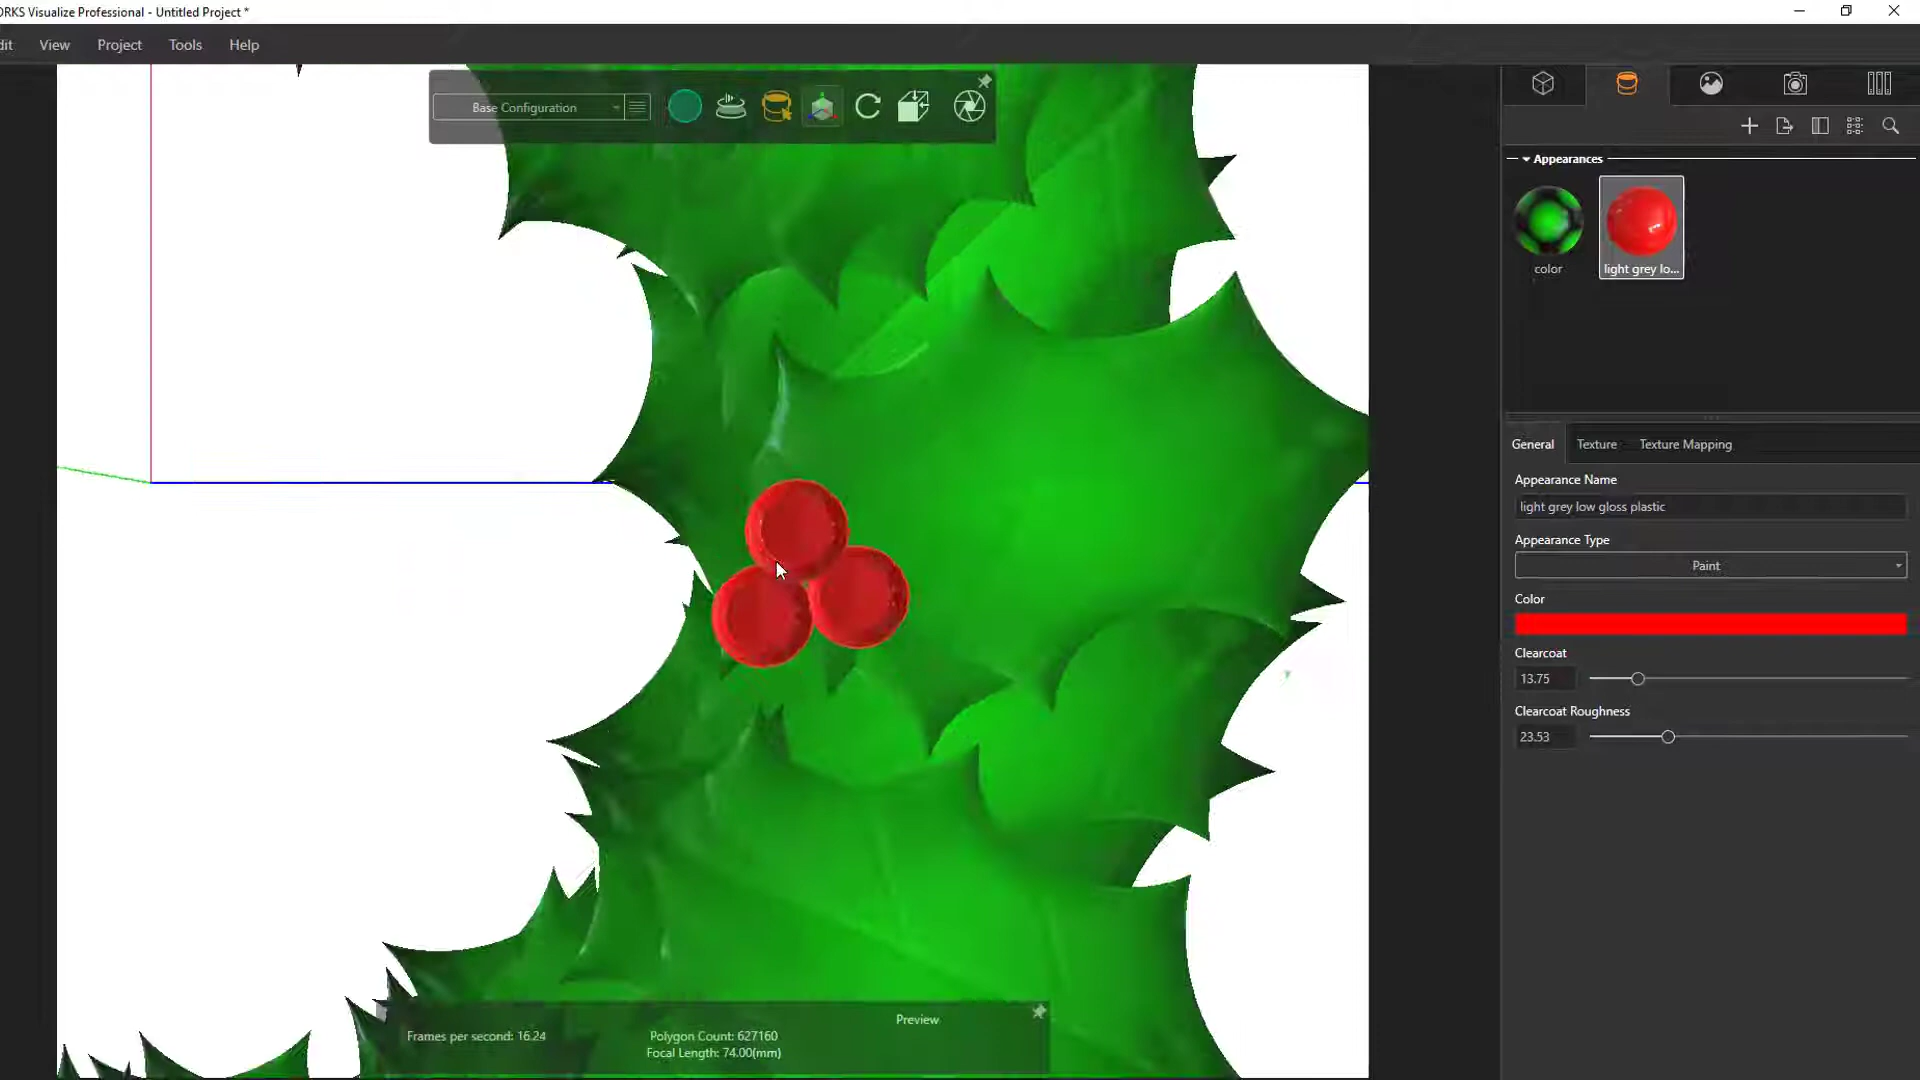 ORKS Visualize Professional - Untitled Project *
dit View Project Tools Help
Base Configuration
Appearances
color
light grey lo...
General Texture Texture Mapping
Appearance Name
light grey low gloss plastic
Appearance Type
Paint
Color
Clearcoat
13.75
Clearcoat Roughness
23.53
Preview
Frames per second: 16.24
Polygon Count: 627160
Focal Length: 74.00(mm)